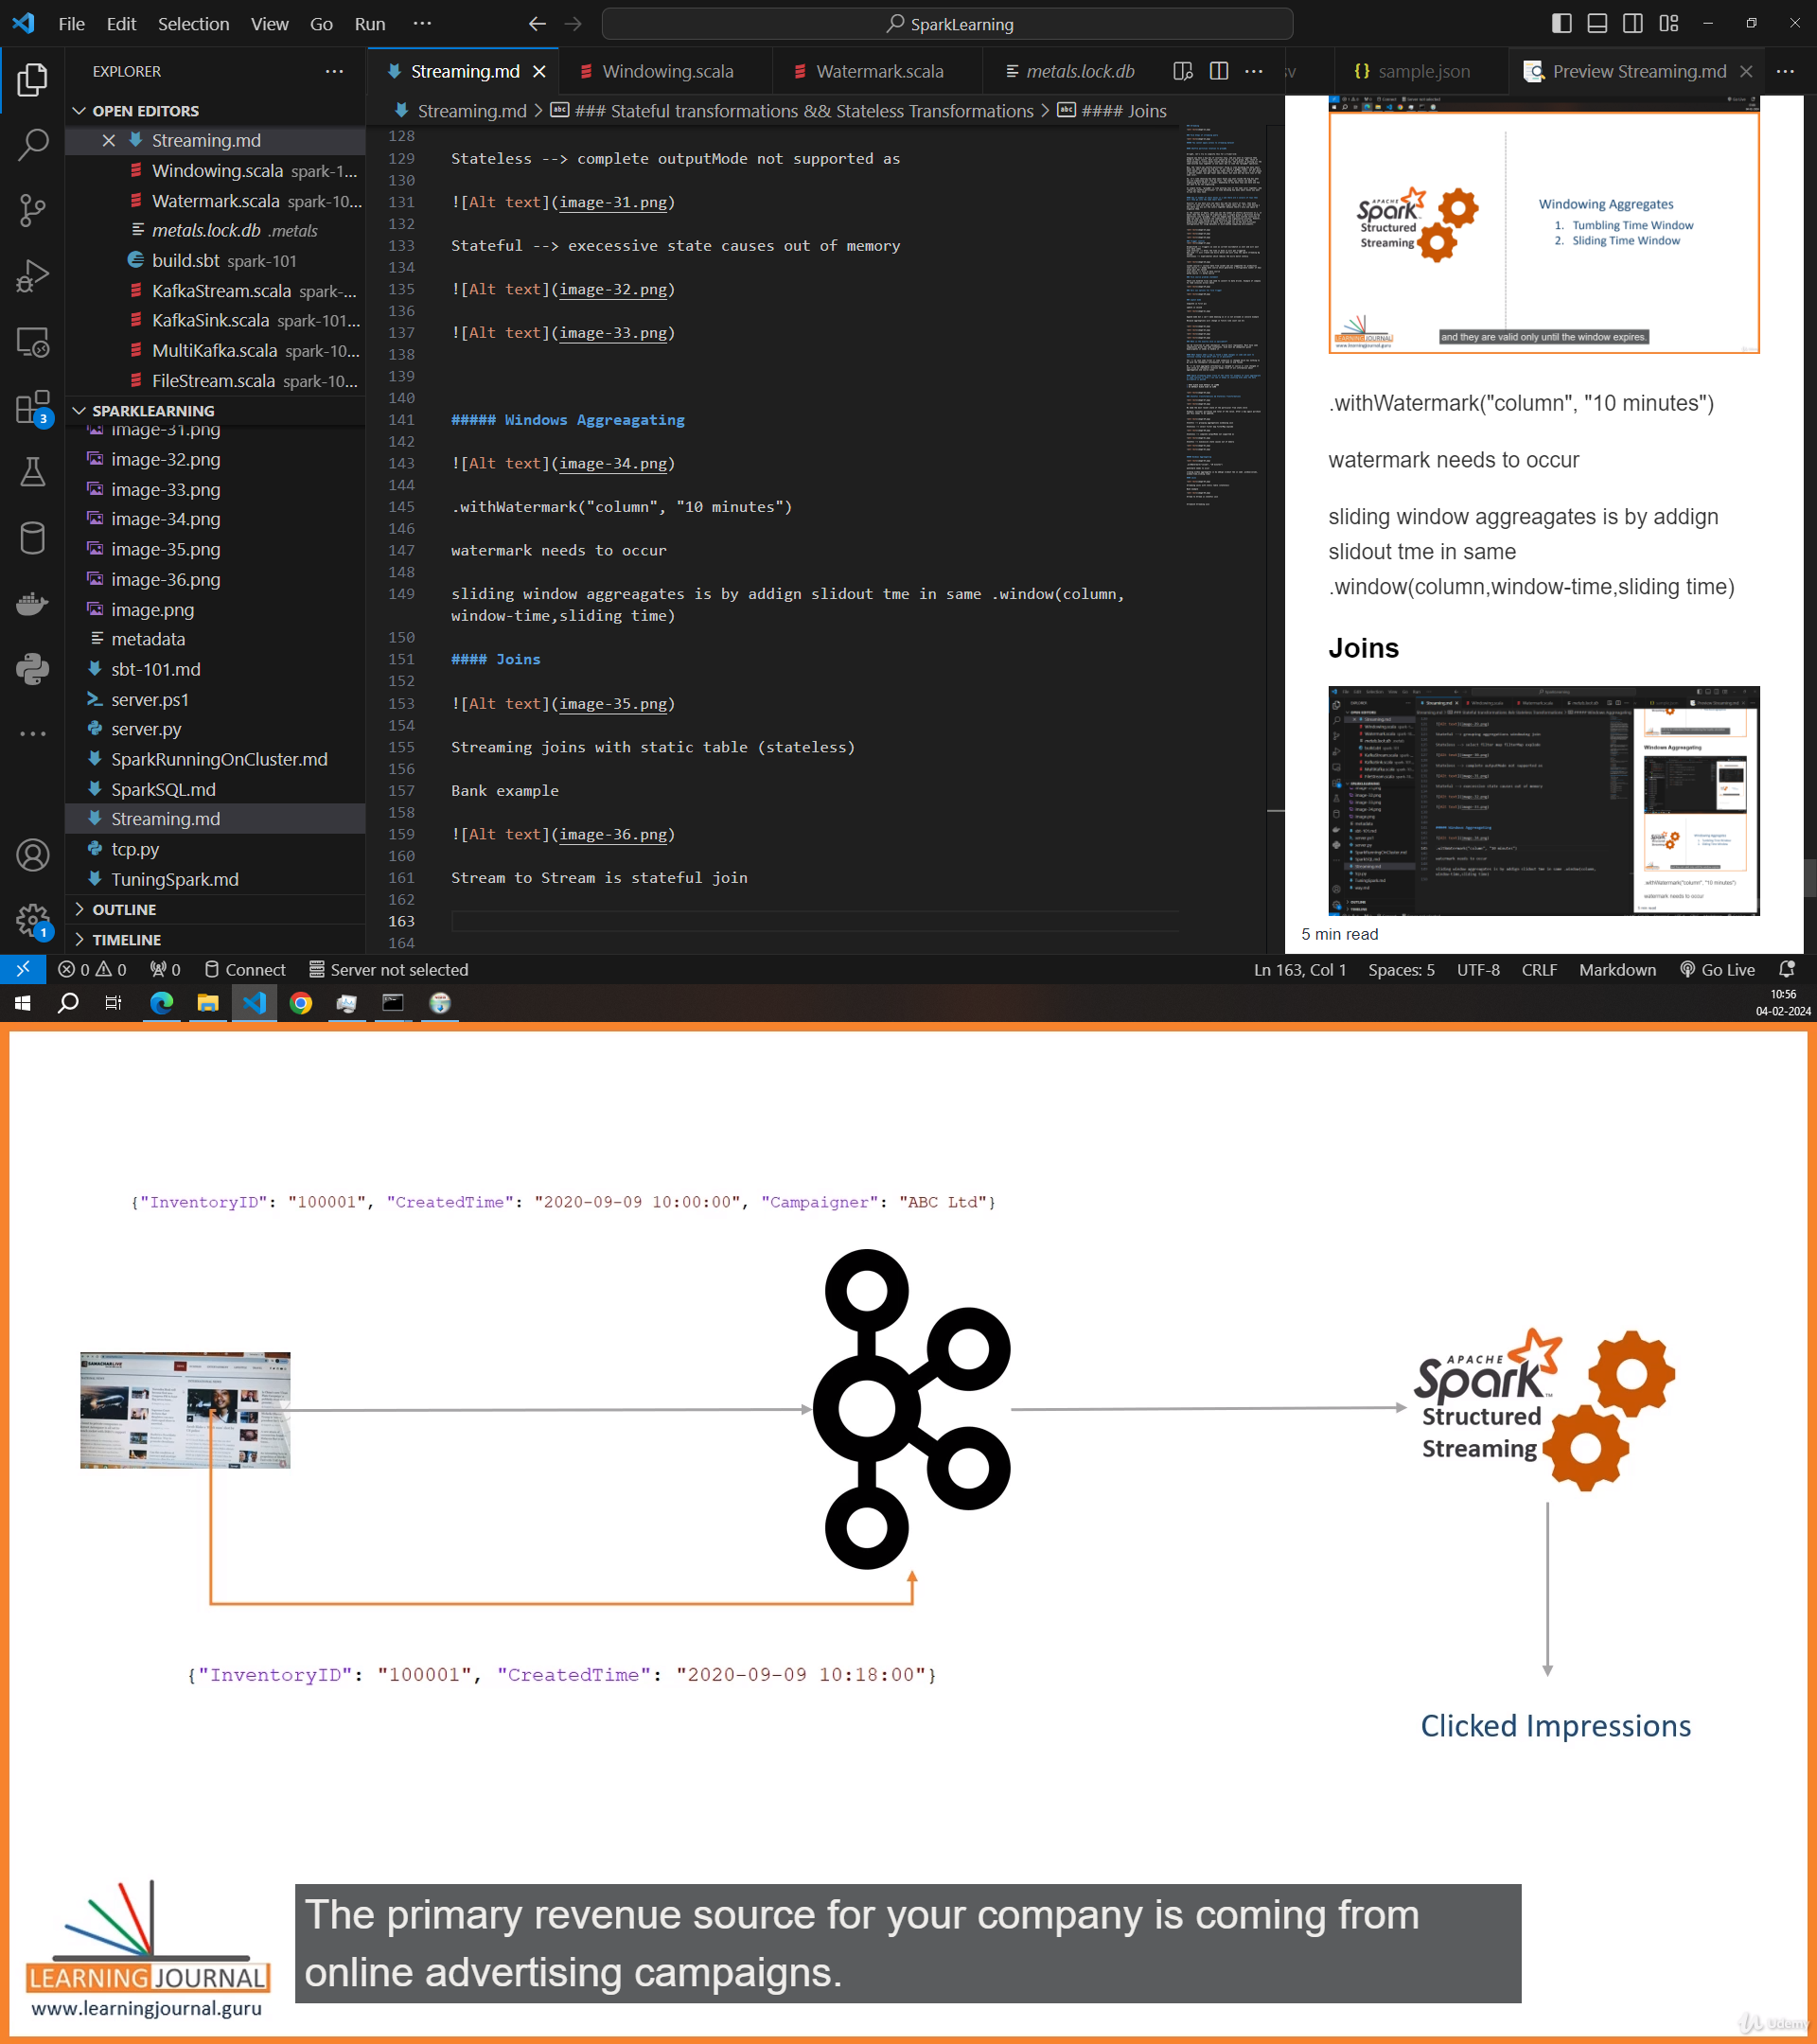 File Edit Selection View Go Run ··· SparkLearning
EXPLORER
OPEN EDITORS
Streaming.md
Windowing.scala spark-1...
Watermark.scala spark-10...
metals.lock.db .metals
build.sbt spark-101
KafkaStream.scala spark-...
KafkaSink.scala spark-101...
MultiKafka.scala spark-10...
FileStream.scala spark-10...
SPARKLEARNING
image-31.png
image-32.png
image-33.png
image-34.png
image-35.png
image-36.png
image.png
metadata
sbt-101.md
server.ps1
server.py
SparkRunningOnCluster.md
SparkSQL.md
Streaming.md
tcp.py
TuningSpark.md
OUTLINE
TIMELINE
3
1
Streaming.md Windowing.scala Watermark.scala metals.lock.db
Streaming.md > ### Stateful transformations && Stateless Transformations > #### Joins
128
129 Stateless --> complete outputMode not supported as
130
131 ![Alt text](image-31.png)
132
133 Stateful --> execessive state causes out of memory
134
135 ![Alt text](image-32.png)
136
137 ![Alt text](image-33.png)
138
139
140
141 ##### Windows Aggreagating
142
143 ![Alt text](image-34.png)
144
145 .withWatermark("column", "10 minutes")
146
147 watermark needs to occur
148
149 sliding window aggreagates is by addign slidout tme in same .window(column,
window-time,sliding time)
150
151 #### Joins
152
153 ![Alt text](image-35.png)
154
155 Streaming joins with static table (stateless)
156
157 Bank example
158
159 ![Alt text](image-36.png)
160
161 Stream to Stream is stateful join
162
163
164
sv sample.json Preview Streaming.md
APACHE
Spark
Structured
Streaming
Windowing Aggregates
1. Tumbling Time Window
2. Sliding Time Window
and they are valid only until the window expires.
www.learningjournal.guru
.withWatermark("column", "10 minutes")
watermark needs to occur
sliding window aggreagates is by addign
slidout tme in same
.window(column,window-time,sliding time)
Joins
5 min read
0 0 0 Connect Server not selected Ln 163, Col 1 Spaces: 5 UTF-8 CRLF Markdown Go Live
10:56
04-02-2024
{"InventoryID": "100001", "CreatedTime": "2020-09-09 10:00:00", "Campaigner": "ABC Ltd"}
APACHE
Spark™
Structured
Streaming
{"InventoryID": "100001", "CreatedTime": "2020-09-09 10:18:00"}
Clicked Impressions
The primary revenue source for your company is coming from
online advertising campaigns.
LEARNING JOURNAL
www.learningjournal.guru
Udemy